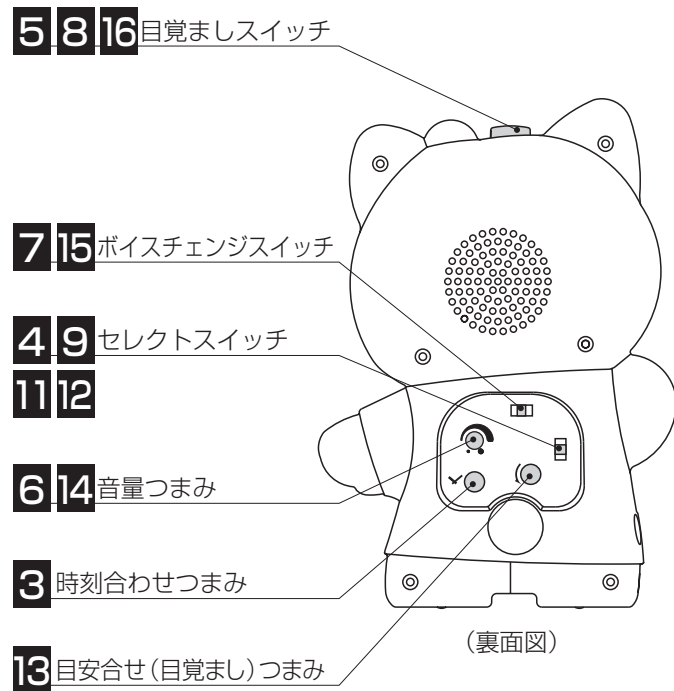 5 8 16 目覚ましスイッチ
7 15 ボイスチェンジスイッチ
4 9 セレクトスイッチ
11 12
6 14 音量つまみ
3 時刻合わせつまみ
13 目安合せ(目覚まし)つまみ
(裏面図)